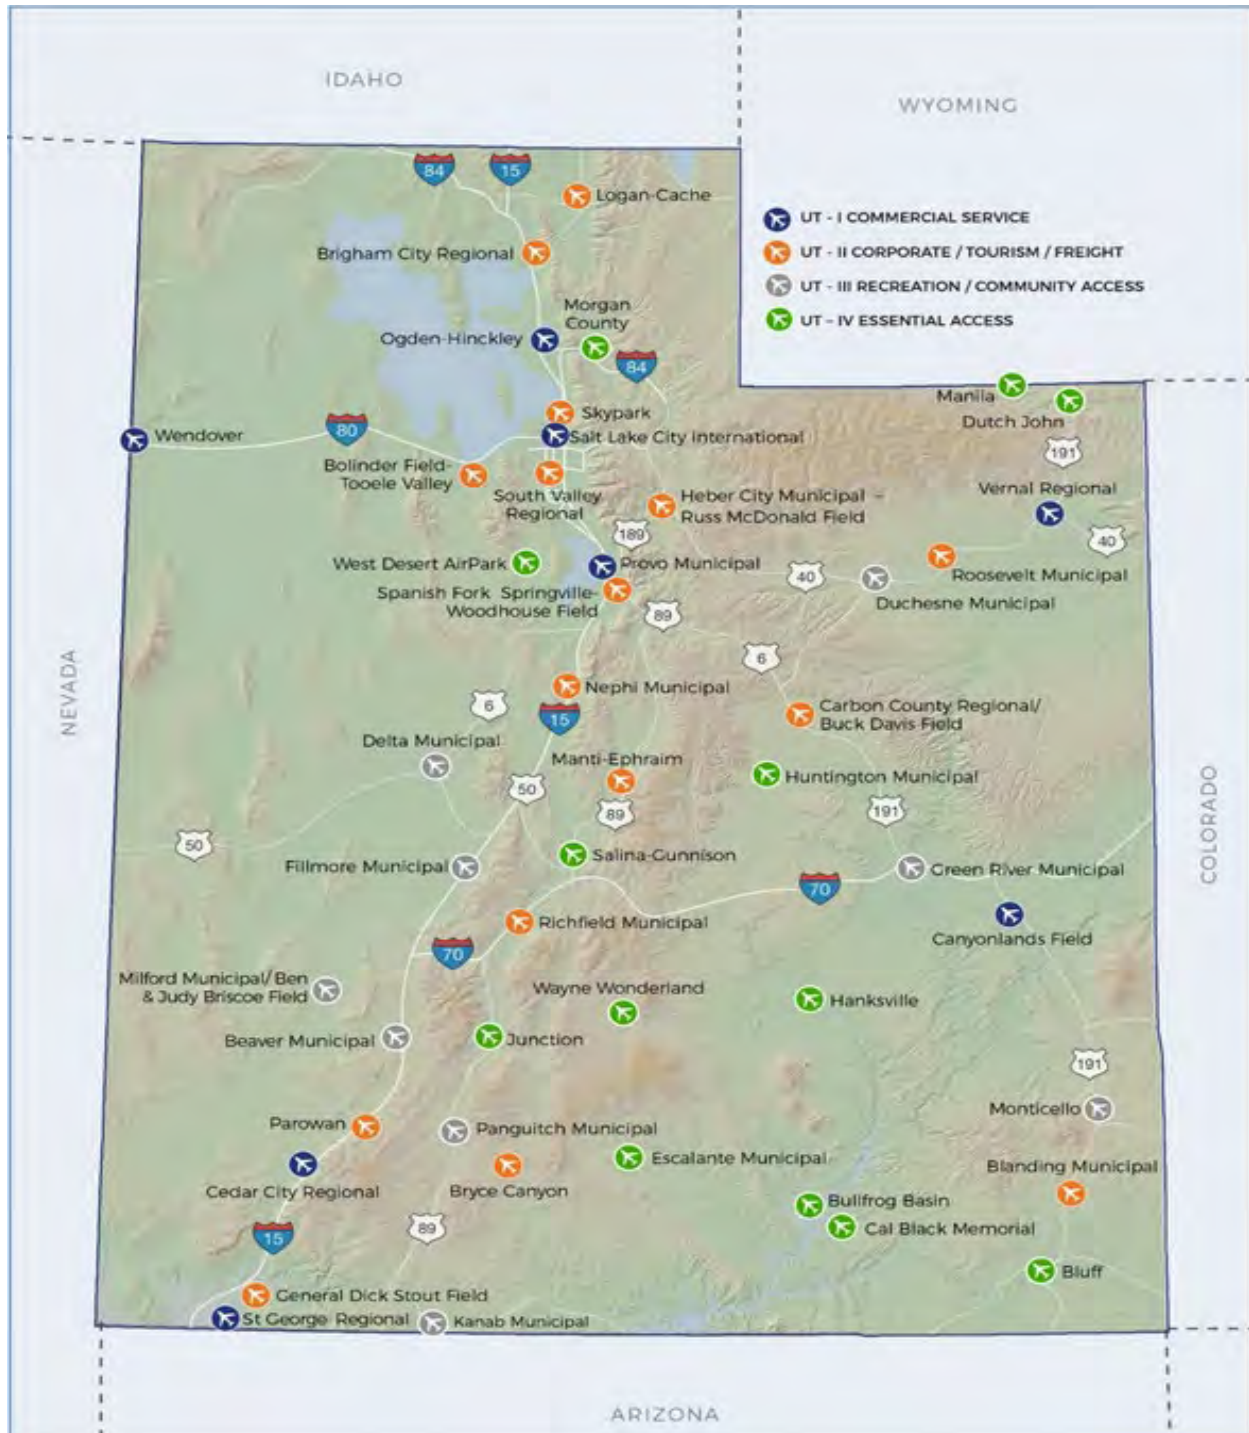 IDAHO
WYOMING
84
15
Logan-Cache
UT - I COMMERCIAL SERVICE
UT - II CORPORATE / TOURISM / FREIGHT
UT - III RECREATION / COMMUNITY ACCESS
UT – IV ESSENTIAL ACCESS
Brigham City Regional
Morgan
County
Ogden-Hinckley
84
Manila
Dutch John
Skypark
80
Wendover
Salt Lake City International
191
Bolinder Field-
Tooele Valley
South Valley
Regional
Heber City Municipal –
Russ McDonald Field
Vernal Regional
189
40
West Desert AirPark
Provo Municipal
Roosevelt Municipal
40
Spanish Fork Springville-
Woodhouse Field
Duchesne Municipal
89
6
NEVADA
Nephi Municipal
6
15
Carbon County Regional/
Buck Davis Field
Delta Municipal
Manti-Ephraim
Huntington Municipal
50
89
191
COLORADO
50
Salina-Gunnison
Fillmore Municipal
Green River Municipal
70
Richfield Municipal
Canyonlands Field
70
Milford Municipal/ Ben
& Judy Briscoe Field
Wayne Wonderland
Hanksville
Beaver Municipal
Junction
191
Monticello
Parowan
Panguitch Municipal
Escalante Municipal
Blanding Municipal
Cedar City Regional
Bryce Canyon
Bullfrog Basin
Cal Black Memorial
15
89
Bluff
General Dick Stout Field
St George Regional
Kanab Municipal
ARIZONA